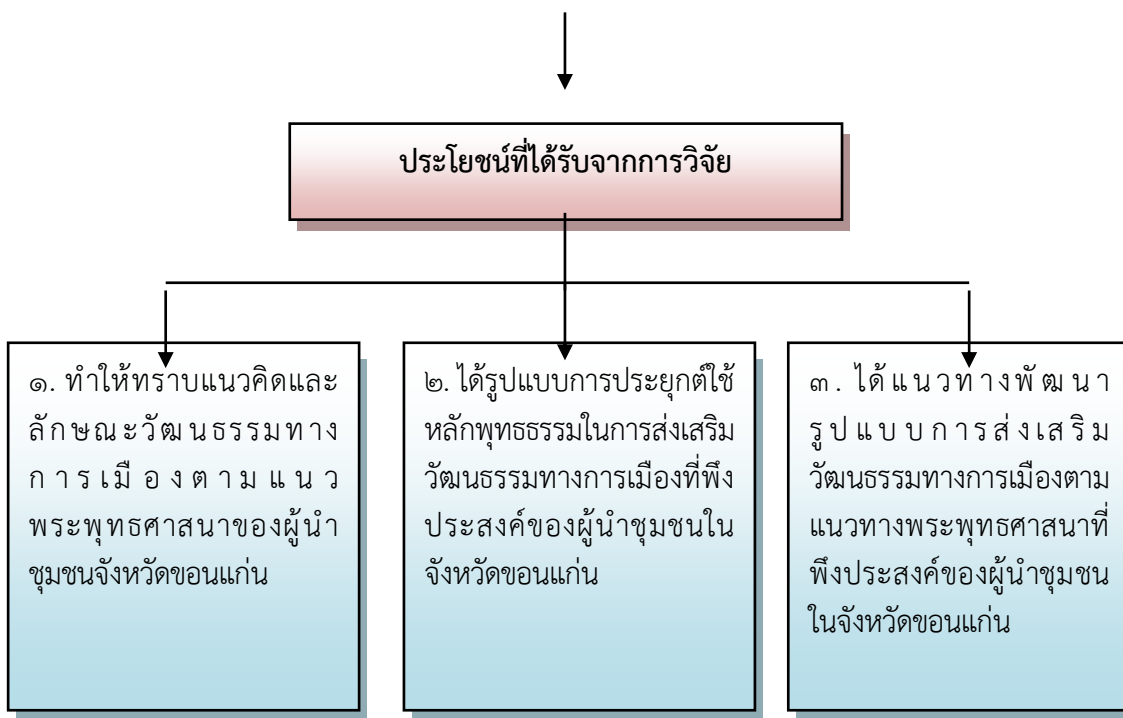 ประโยชน์ที่ได้รับจากการวิจัย
๑. ทำให้ทราบแนวคิดและ
ลักษณะวัฒนธรรมทาง
การเมืองตามแนว
พระพุทธศาสนาของผู้นำ
ชุมชนจังหวัดขอนแก่น
๒. ได้รูปแบบการประยุกต์ใช้
หลักพุทธธรรมในการส่งเสริม
วัฒนธรรมทางการเมืองที่พึง
ประสงค์ของผู้นำชุมชนใน
จังหวัดขอนแก่น
๓. ได้แนวทางพัฒนา
รูปแบบการส่งเสริม
วัฒนธรรมทางการเมืองตาม
แนวทางพระพุทธศาสนาที่
พึงประสงค์ของผู้นำชุมชน
ในจังหวัดขอนแก่น